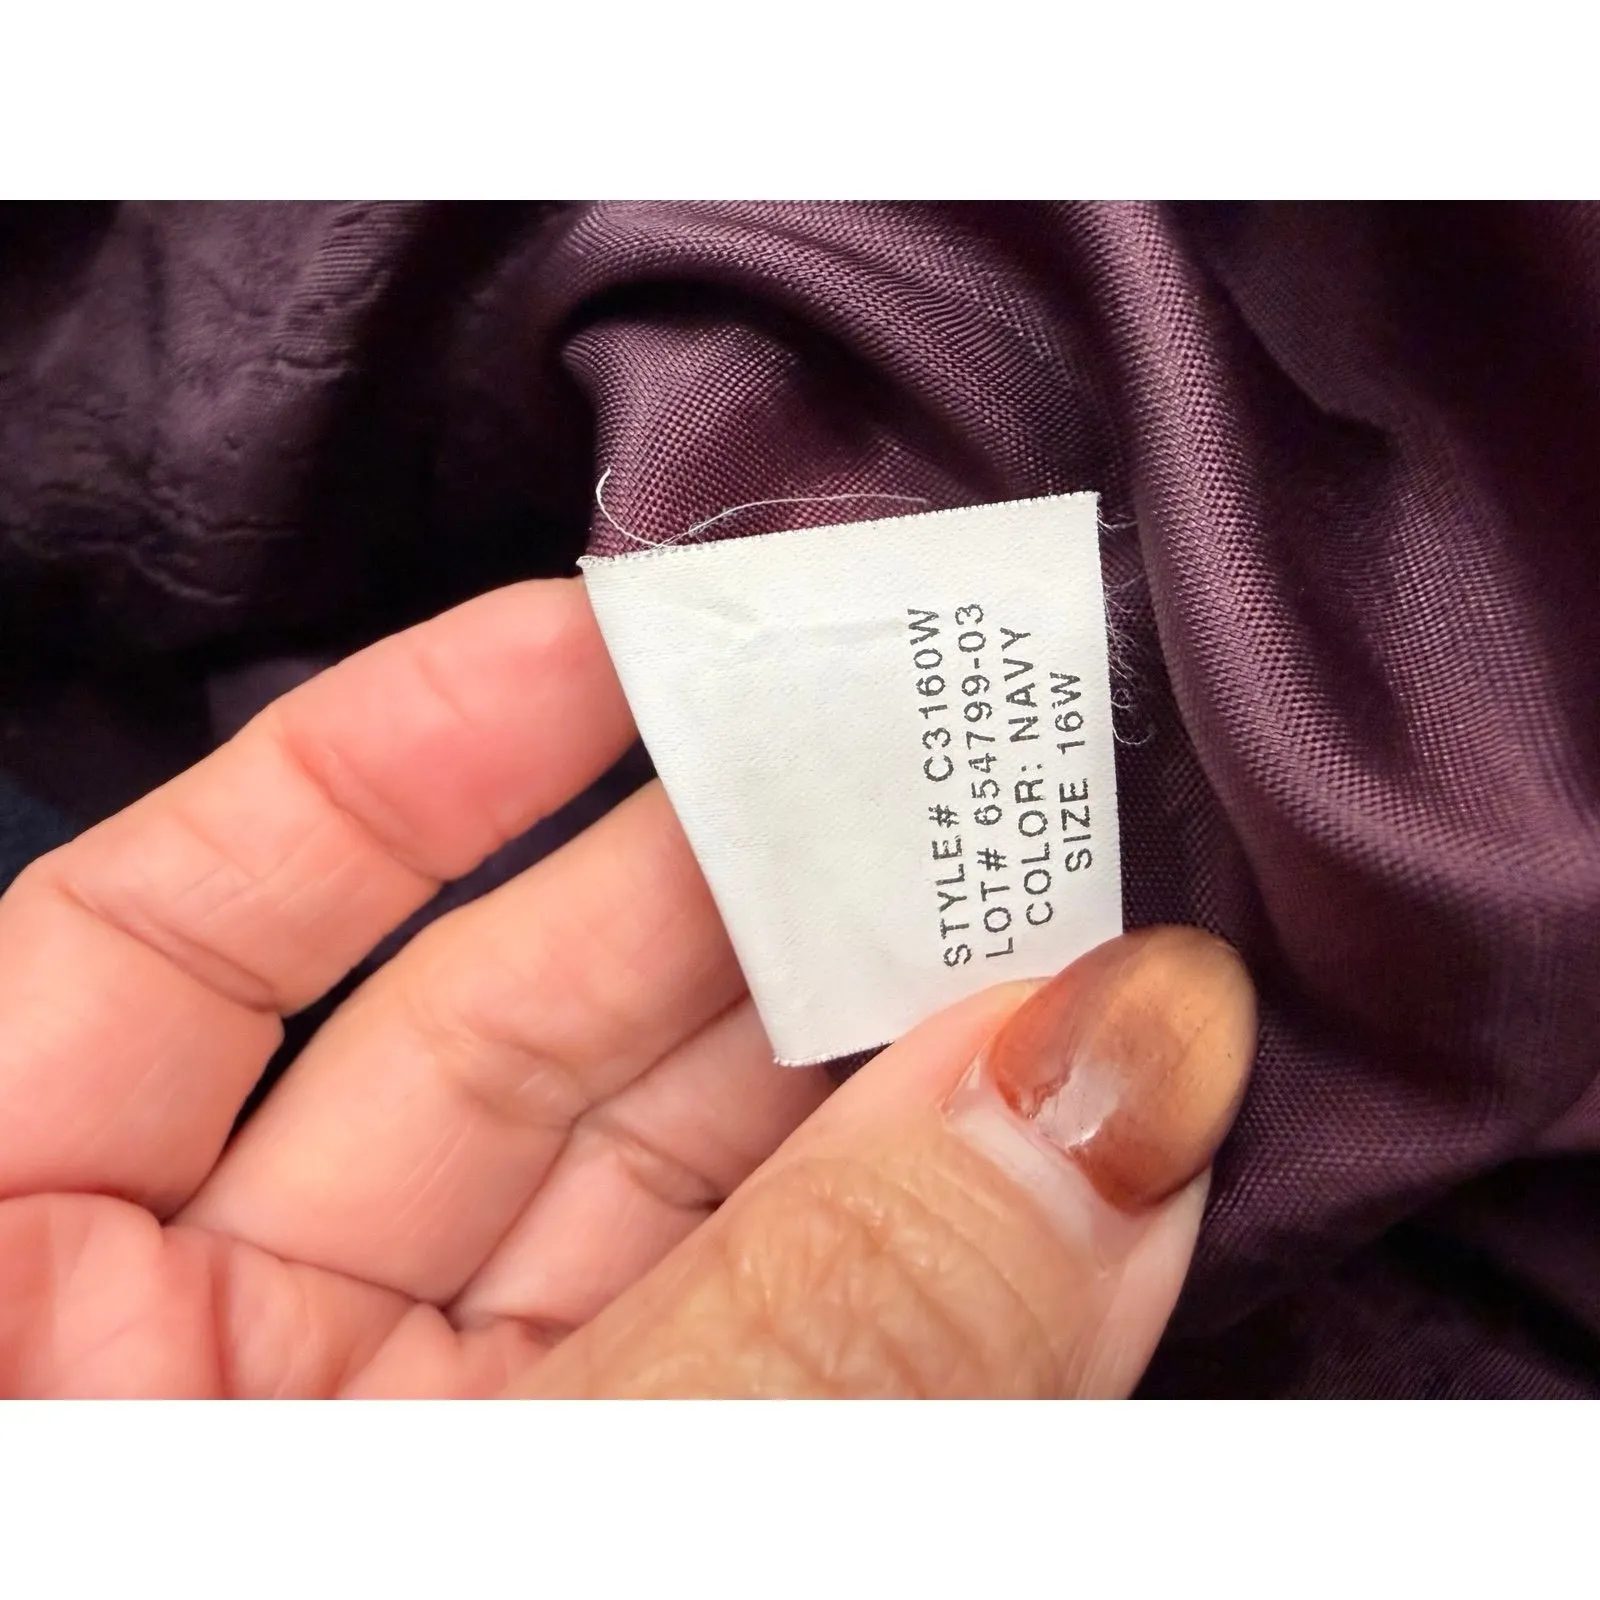 STYLE# C3160W
LOT# 654799-03
COLOR: NAVY
SIZE 16W